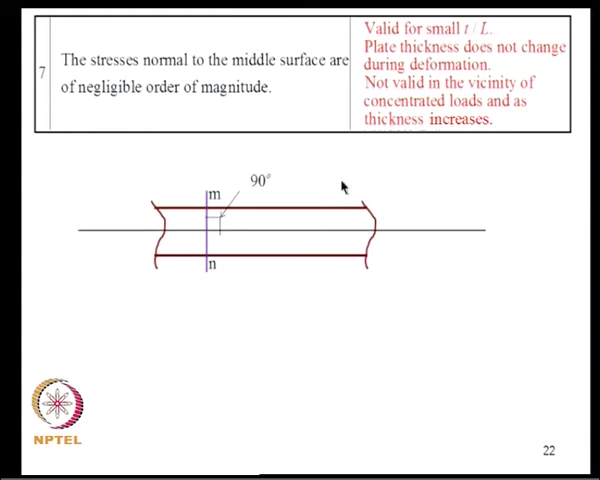 7
The stresses normal to the middle surface are
of negligible order of magnitude.
Valid for small t / L.
Plate thickness does not change
during deformation.
Not valid in the vicinity of
concentrated loads and as
thickness increases.
m
90°
n
NPTEL
22